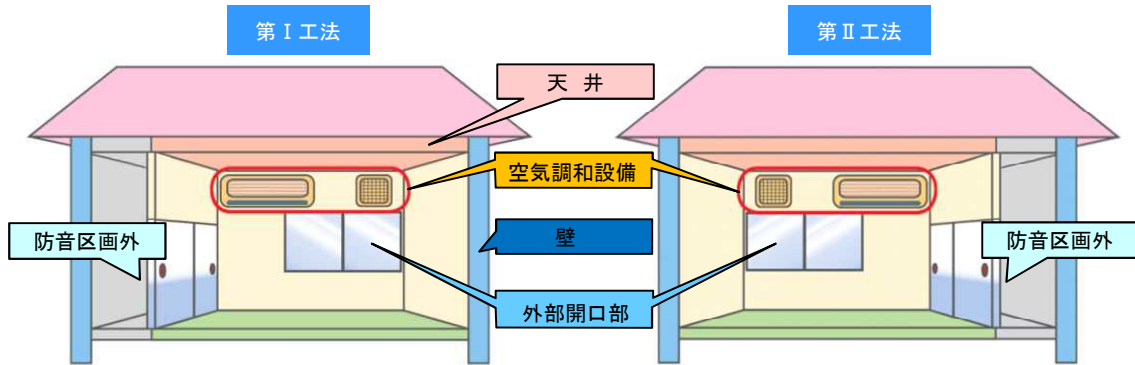 第Ⅰ工法
第Ⅱ工法
天 井
空気調和設備
防音区画外
壁
防音区画外
外部開口部